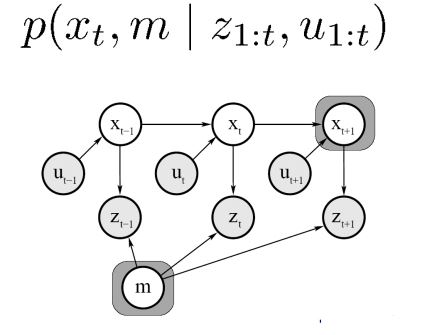 p(x_t, m | z_{1:t}, u_{1:t})
x_{t-1} x_t x_{t+1}
u_{t-1} u_t u_{t+1}
z_{t-1} z_t z_{t+1}
m